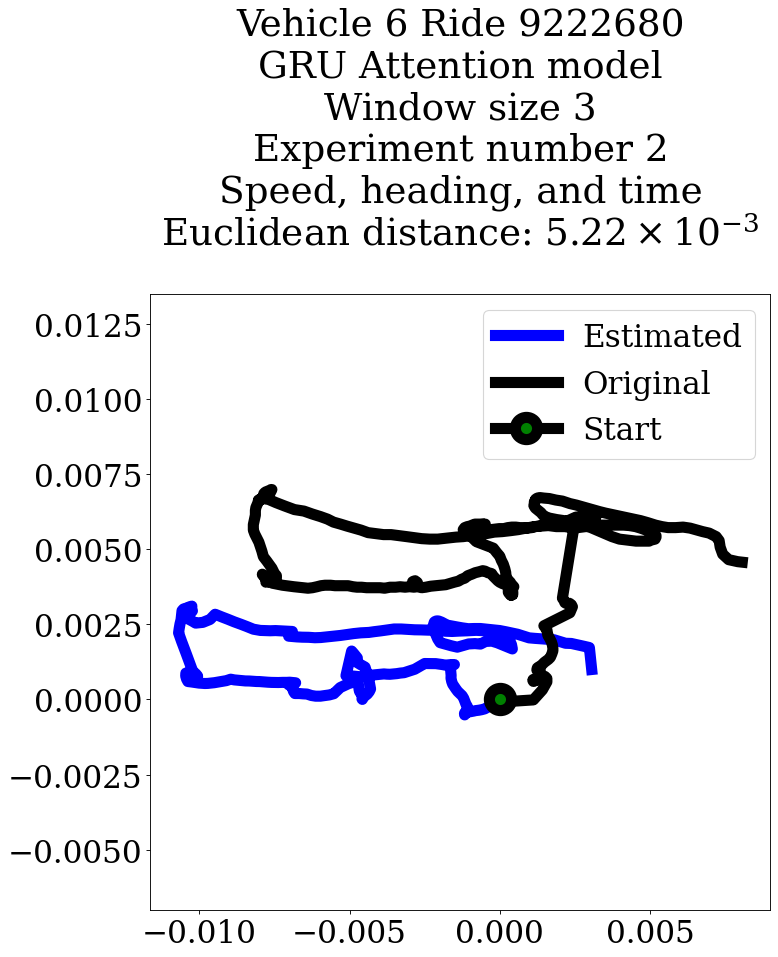 Vehicle 6 Ride 9222680
GRU Attention model
Window size 3
Experiment number 2
Speed, heading, and time
Euclidean distance: 5.22 × 10⁻³
Estimated
Original
Start
0.0125
0.0100
0.0075
0.0050
0.0025
0.0000
−0.0025
−0.0050
−0.010 −0.005 0.000 0.005